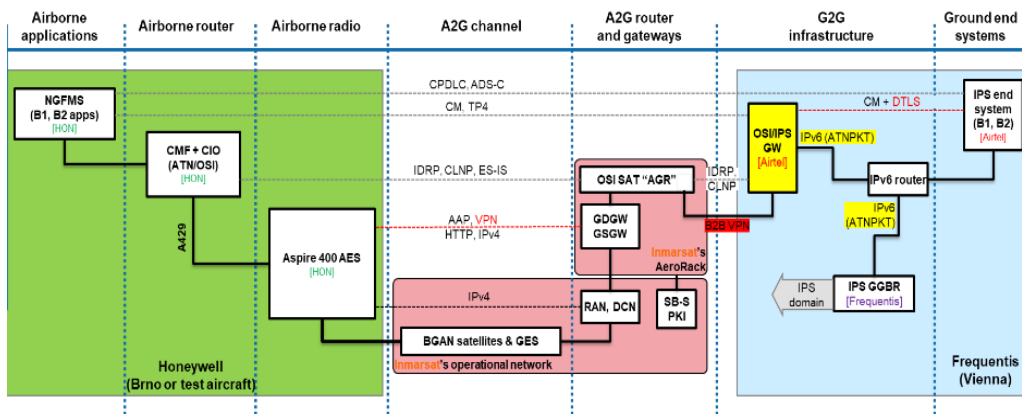 Airborne
applications
Airborne router
Airborne radio
A2G channel
A2G router
and gateways
G2G
infrastructure
Ground end
systems
NGFMS
(B1, B2 apps)
[HON]
CPDLC, ADS-C
CM, TP4
CM + DTLS
IPS end
system
(B1, B2)
[Airtel]
CMF + CIO
(ATN/OSI)
[HON]
IDRP, CLNP, ES-IS
OSI SAT "AGR"
IDRP,
CLNP
OSI/IPS
GW
[Airtel]
IPv6 (ATNPKT)
IPv6 router
A429
AAP, VPN
HTTP, IPv4
GDGW
GSGW
B2B VPN
IPv6
(ATNPKT)
Aspire 400 AES
[HON]
Inmarsat's
AeroRack
IPv4
RAN, DCN
SB-S
PKI
IPS
domain
IPS GGBR
[Frequentis]
BGAN satellites & GES
Inmarsat's operational network
Honeywell
(Brno or test aircraft)
Frequentis
(Vienna)